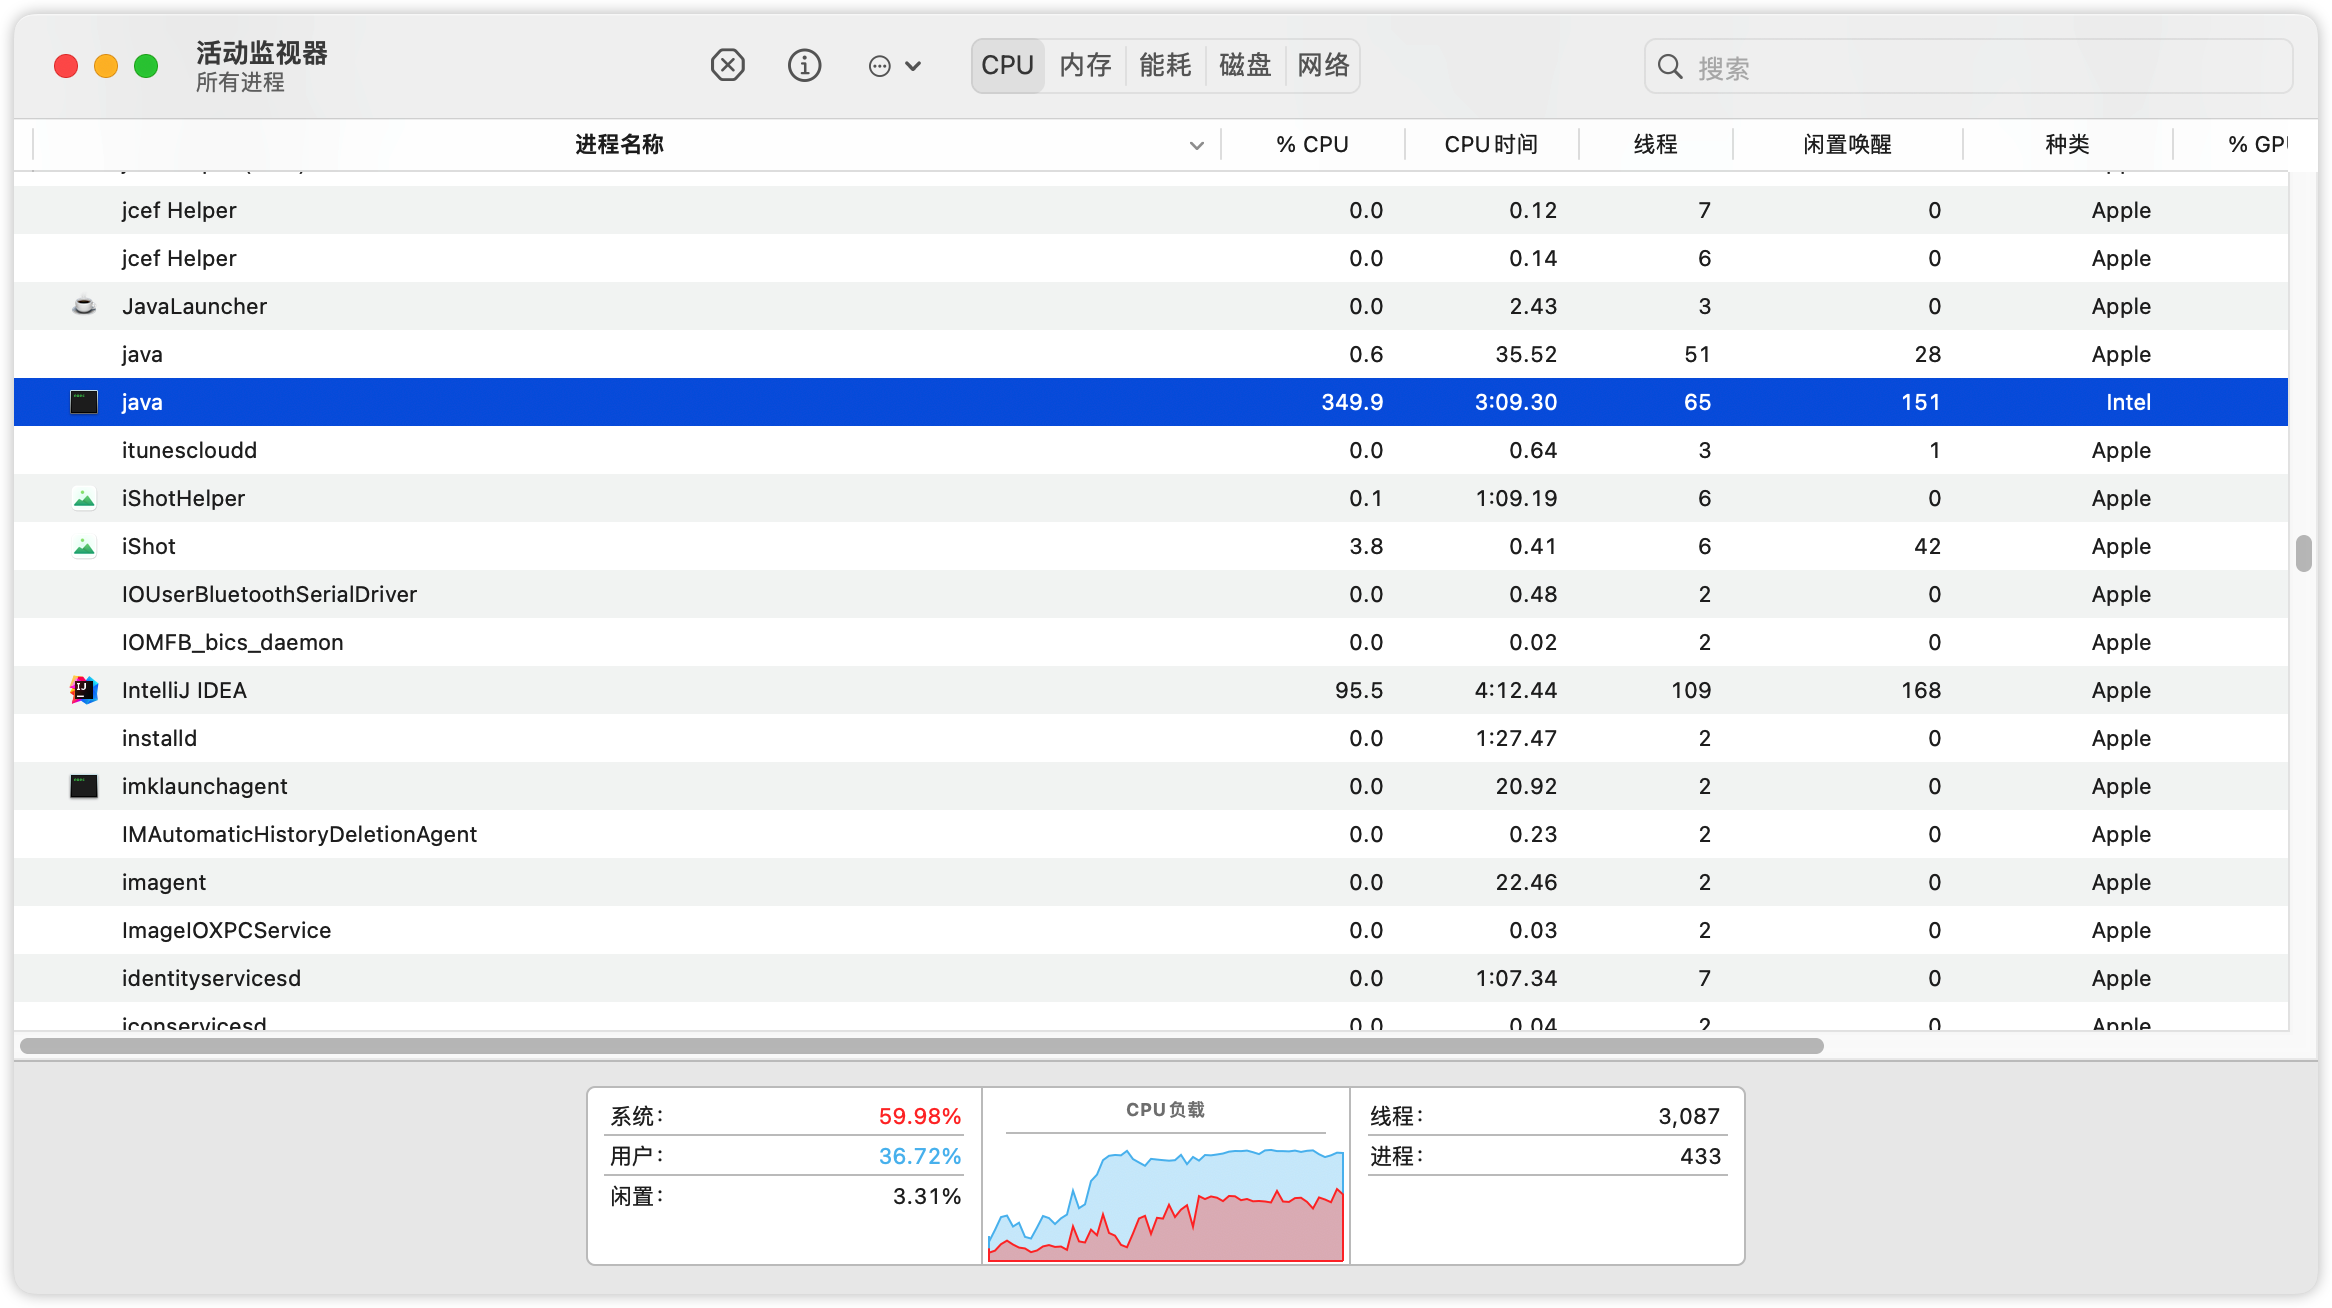 活动监视器
所有进程
CPU 内存 能耗 磁盘 网络 搜索
进程名称 % CPU CPU 时间 线程 闲置唤醒 种类 % GPU
jcef Helper 0.0 0.12 7 0 Apple
jcef Helper 0.0 0.14 6 0 Apple
JavaLauncher 0.0 2.43 3 0 Apple
java 0.6 35.52 51 28 Apple
java 349.9 3:09.30 65 151 Intel
itunescloudd 0.0 0.64 3 1 Apple
iShotHelper 0.1 1:09.19 6 0 Apple
iShot 3.8 0.41 6 42 Apple
IOUserBluetoothSerialDriver 0.0 0.48 2 0 Apple
IOMFB_bics_daemon 0.0 0.02 2 0 Apple
IntelliJ IDEA 95.5 4:12.44 109 168 Apple
installd 0.0 1:27.47 2 0 Apple
imklaunchagent 0.0 20.92 2 0 Apple
IMAutomaticHistoryDeletionAgent 0.0 0.23 2 0 Apple
imagent 0.0 22.46 2 0 Apple
ImageIOXPCService 0.0 0.03 2 0 Apple
identityservicesd 0.0 1:07.34 7 0 Apple
iconservicesd 0.0 0.04 2 0 Apple
系统: 59.98%
用户: 36.72%
闲置: 3.31%
CPU 负载
线程: 3,087
进程: 433